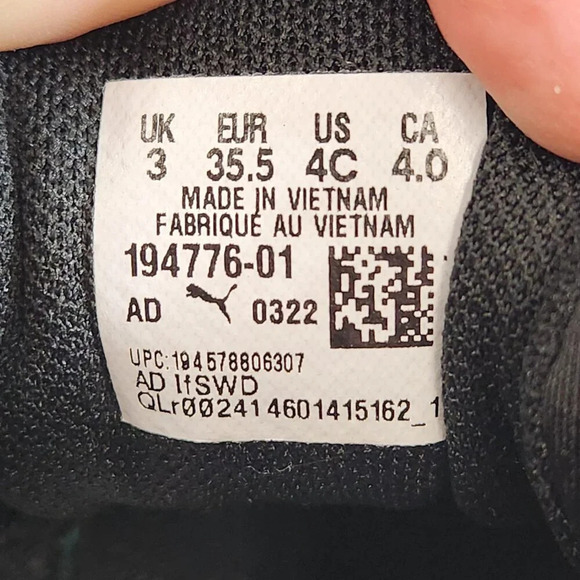 UK EUR US CA
3 35.5 4C 4.0
MADE IN VIETNAM
FABRIQUÉ AU VIETNAM
194776-01
AD 0322
UPC:194578806307
AD IfSWD
QLr002414601415162_1